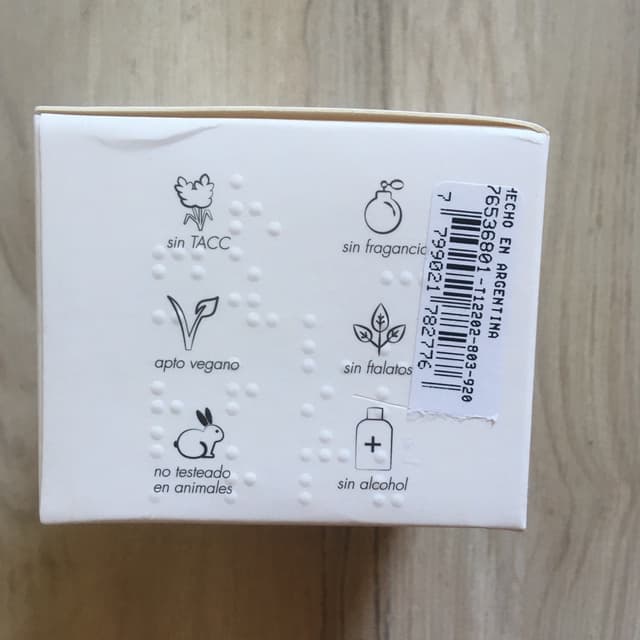 sin TACC
sin fragancia
apto vegano
sin ftalatos
no testeado
en animales
sin alcohol
HECHO EN ARGENTINA
76536801-T12202-803-920
7 799021 782776